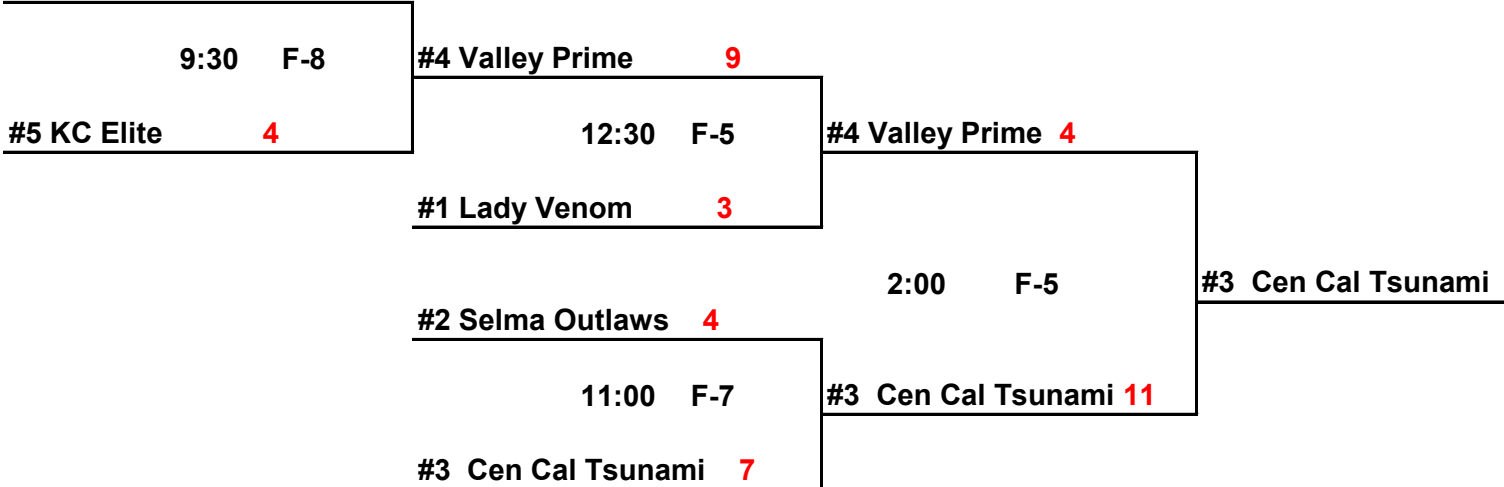 9:30 F-8
#4 Valley Prime 9
#5 KC Elite 4
12:30 F-5
#4 Valley Prime 4
#1 Lady Venom 3
2:00 F-5
#3 Cen Cal Tsunami
#2 Selma Outlaws 4
11:00 F-7
#3 Cen Cal Tsunami 11
#3 Cen Cal Tsunami 7